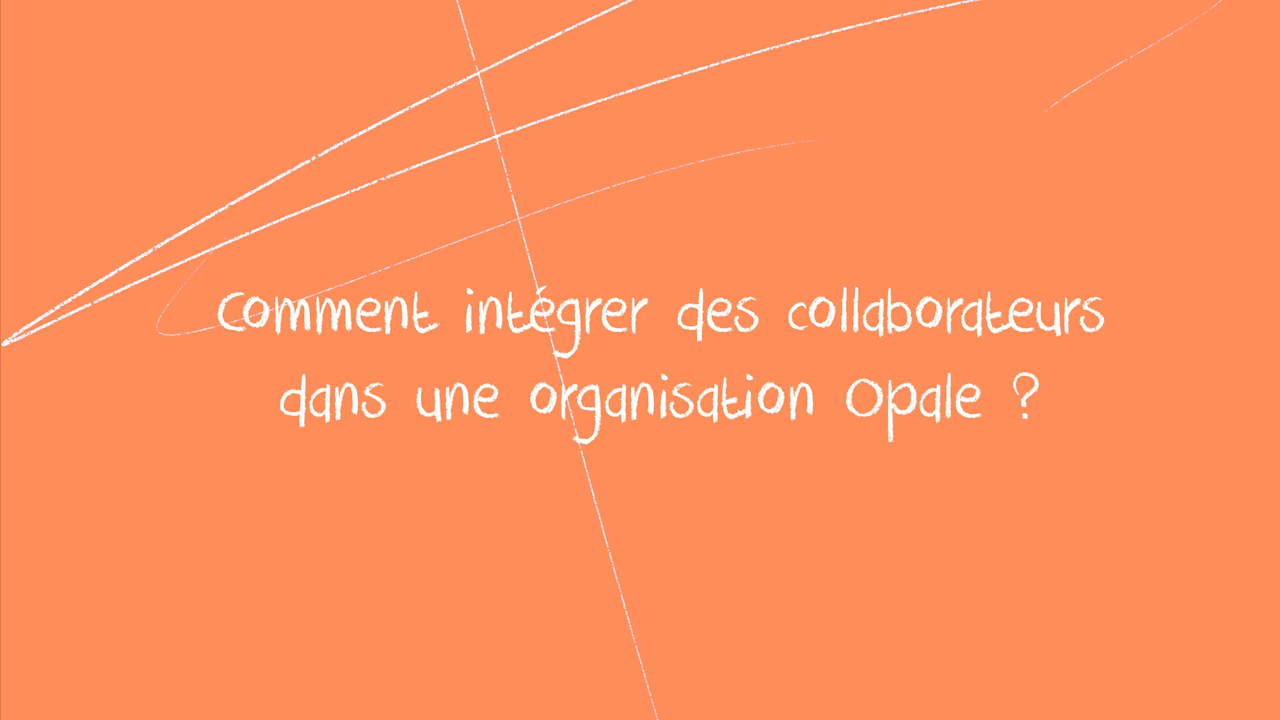 Comment intégrer des collaborateurs
dans une organisation Opale ?